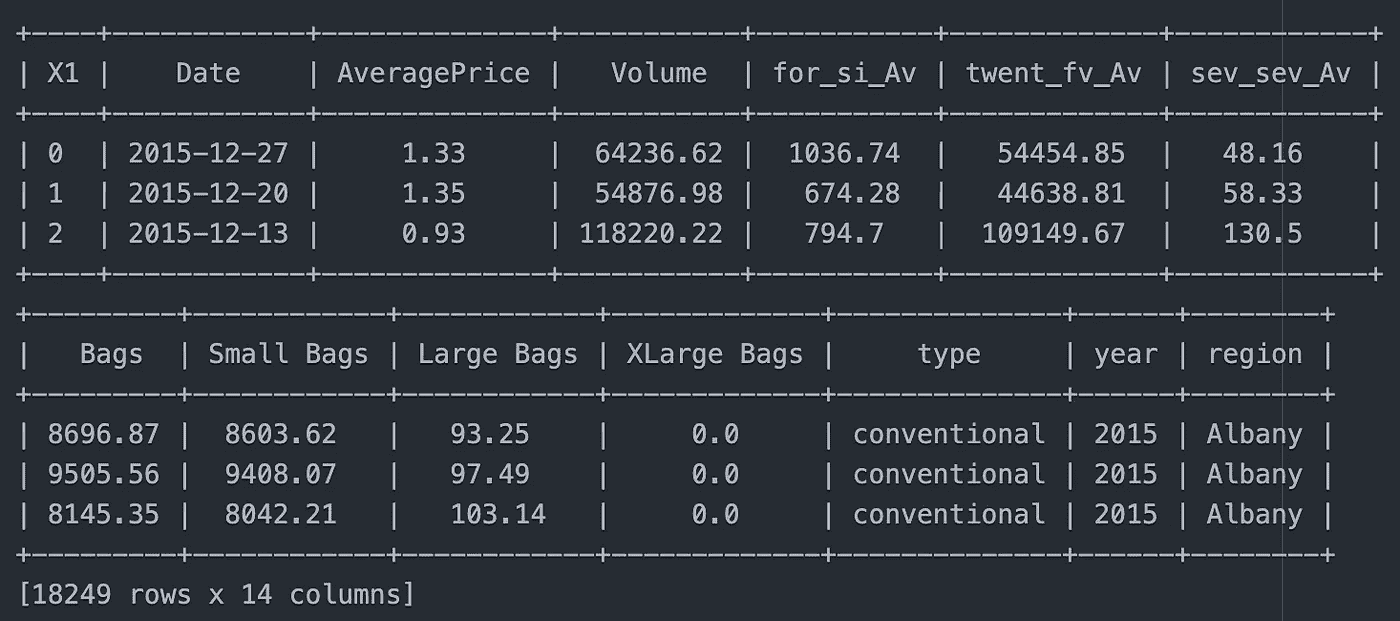 +----+------------+---------------+------------+------------+--------------+-------------+
| X1 |    Date    | AveragePrice |   Volume  | for_si_Av | twent_fv_Av | sev_sev_Av |
+----+------------+---------------+------------+------------+--------------+-------------+
| 0  | 2015-12-27 |     1.33     |  64236.62 |  1036.74  |   54454.85  |   48.16    |
| 1  | 2015-12-20 |     1.35     |  54876.98 |   674.28  |   44638.81  |   58.33    |
| 2  | 2015-12-13 |     0.93     | 118220.22 |   794.7   |  109149.67  |   130.5    |
+----+------------+---------------+------------+------------+--------------+-------------+
+---------+------------+------------+-------------+--------------+------+--------+
|   Bags  | Small Bags | Large Bags | XLarge Bags |     type     | year | region |
+---------+------------+------------+-------------+--------------+------+--------+
| 8696.87 |  8603.62   |   93.25    |     0.0     | conventional | 2015 | Albany |
| 9505.56 |  9408.07   |   97.49    |     0.0     | conventional | 2015 | Albany |
| 8145.35 |  8042.21   |   103.14   |     0.0     | conventional | 2015 | Albany |
+---------+------------+------------+-------------+--------------+------+--------+
[18249 rows x 14 columns]